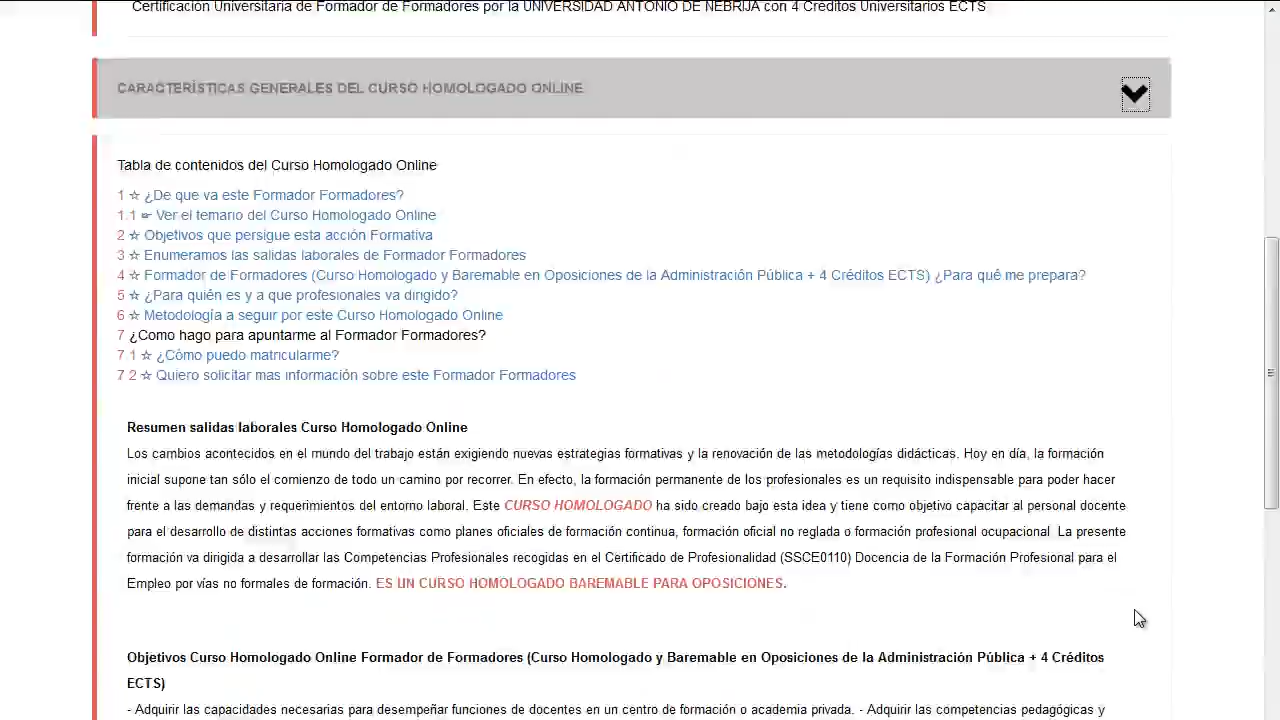 Certificación Universitaria de Formador de Formadores por la UNIVERSIDAD ANTONIO DE NEBRIJA con 4 Créditos Universitarios ECTS
CARACTERÍSTICAS GENERALES DEL CURSO HOMOLOGADO ONLINE
Tabla de contenidos del Curso Homologado Online
1 ☆ ¿De que va este Formador Formadores?
1.1 ☛ Ver el temario del Curso Homologado Online
2 ☆ Objetivos que persigue esta acción Formativa
3 ☆ Enumeramos las salidas laborales de Formador Formadores
4 ☆ Formador de Formadores (Curso Homologado y Baremable en Oposiciones de la Administración Pública + 4 Créditos ECTS) ¿Para qué me prepara?
5 ☆ ¿Para quién es y a que profesionales va dirigido?
6 ☆ Metodología a seguir por este Curso Homologado Online
7 ¿Como hago para apuntarme al Formador Formadores?
7.1 ☆ ¿Cómo puedo matricularme?
7.2 ☆ Quiero solicitar mas información sobre este Formador Formadores
Resumen salidas laborales Curso Homologado Online
Los cambios acontecidos en el mundo del trabajo están exigiendo nuevas estrategias formativas y la renovación de las metodologías didácticas. Hoy en día, la formación
inicial supone tan sólo el comienzo de todo un camino por recorrer. En efecto, la formación permanente de los profesionales es un requisito indispensable para poder hacer
frente a las demandas y requerimientos del entorno laboral. Este CURSO HOMOLOGADO ha sido creado bajo esta idea y tiene como objetivo capacitar al personal docente
para el desarrollo de distintas acciones formativas como planes oficiales de formación continua, formación oficial no reglada o formación profesional ocupacional. La presente
formación va dirigida a desarrollar las Competencias Profesionales recogidas en el Certificado de Profesionalidad (SSCE0110) Docencia de la Formación Profesional para el
Empleo por vías no formales de formación. ES UN CURSO HOMOLOGADO BAREMABLE PARA OPOSICIONES.
Objetivos Curso Homologado Online Formador de Formadores (Curso Homologado y Baremable en Oposiciones de la Administración Pública + 4 Créditos
ECTS)
- Adquirir las capacidades necesarias para desempeñar funciones de docentes en un centro de formación o academia privada. - Adquirir las competencias pedagógicas y